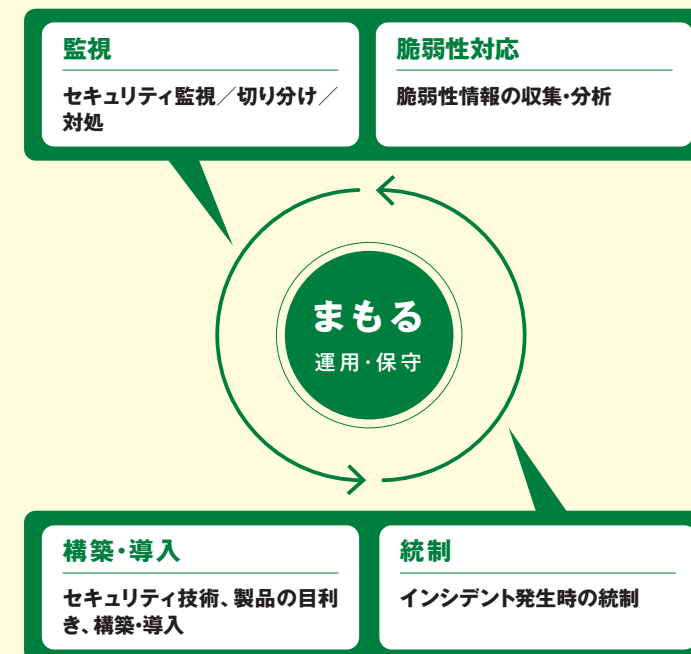 監視
セキュリティ監視／切り分け／
対処
脆弱性対応
脆弱性情報の収集・分析
まもる
運用・保守
構築・導入
セキュリティ技術、製品の目利
き、構築・導入
統制
インシデント発生時の統制